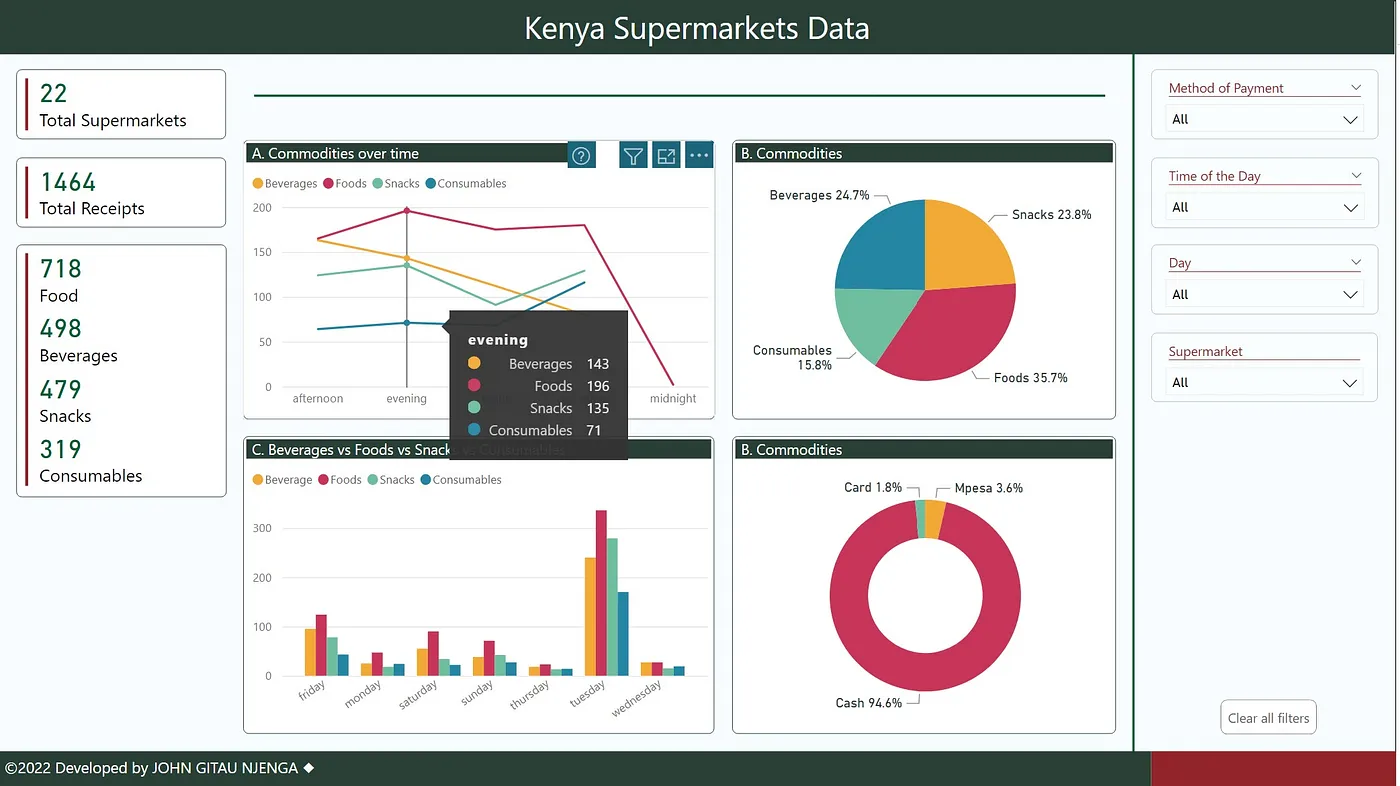 Kenya Supermarkets Data
22
Total Supermarkets
1464
Total Receipts
718
Food
498
Beverages
479
Snacks
319
Consumables
A. Commodities over time
Beverages Foods Snacks Consumables
200
150
100
50
0
afternoon evening midnight
evening
Beverages 143
Foods 196
Snacks 135
Consumables 71
B. Commodities
Beverages 24.7%
Snacks 23.8%
Consumables
15.8%
Foods 35.7%
C. Beverages vs Foods vs Snacks vs Consumables
Beverage Foods Snacks Consumables
300
200
100
0
friday monday saturday sunday thursday tuesday wednesday
B. Commodities
Card 1.8% Mpesa 3.6%
Cash 94.6%
Method of Payment
All
Time of the Day
All
Day
All
Supermarket
All
Clear all filters
©2022 Developed by JOHN GITAU NJENGA ◆